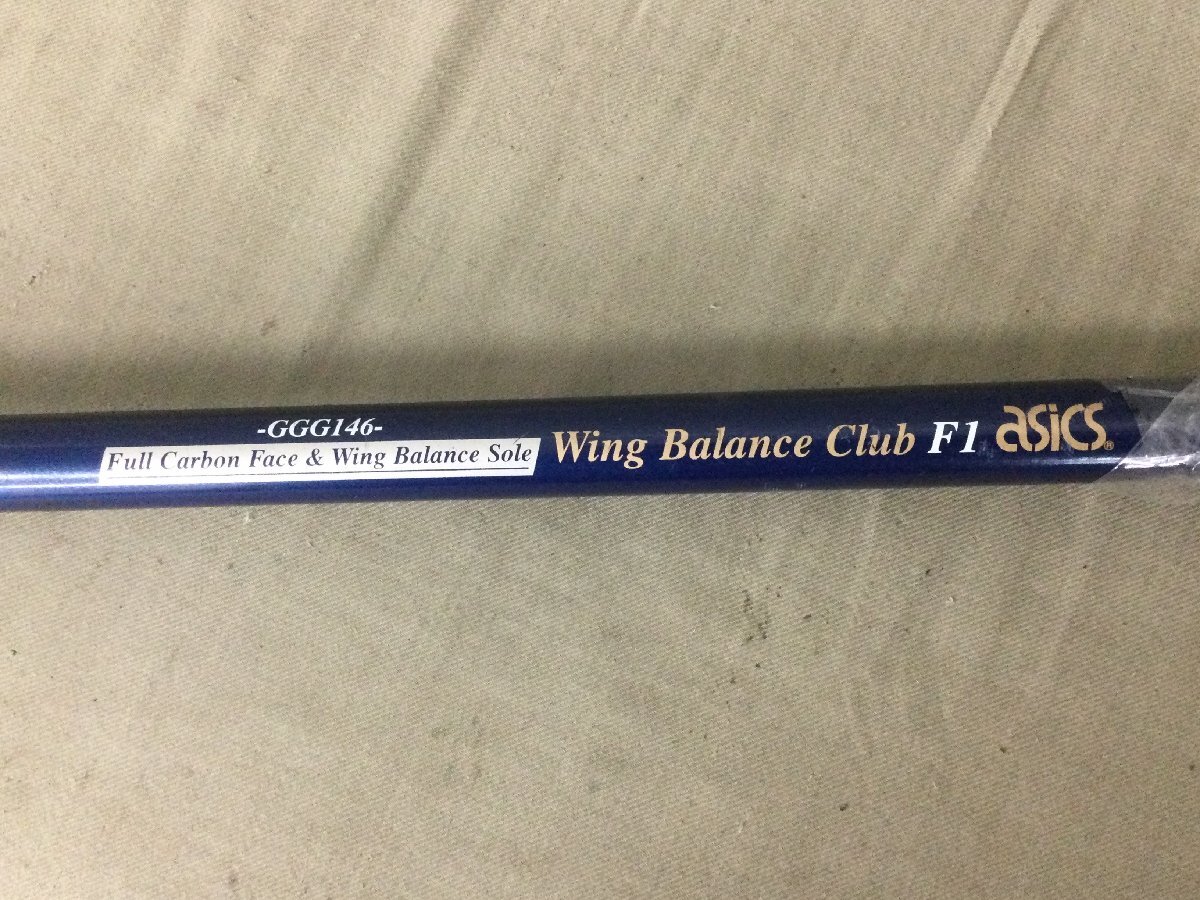 -GGG146-
Full Carbon Face & Wing Balance Sole
Wing Balance Club F1 asics®